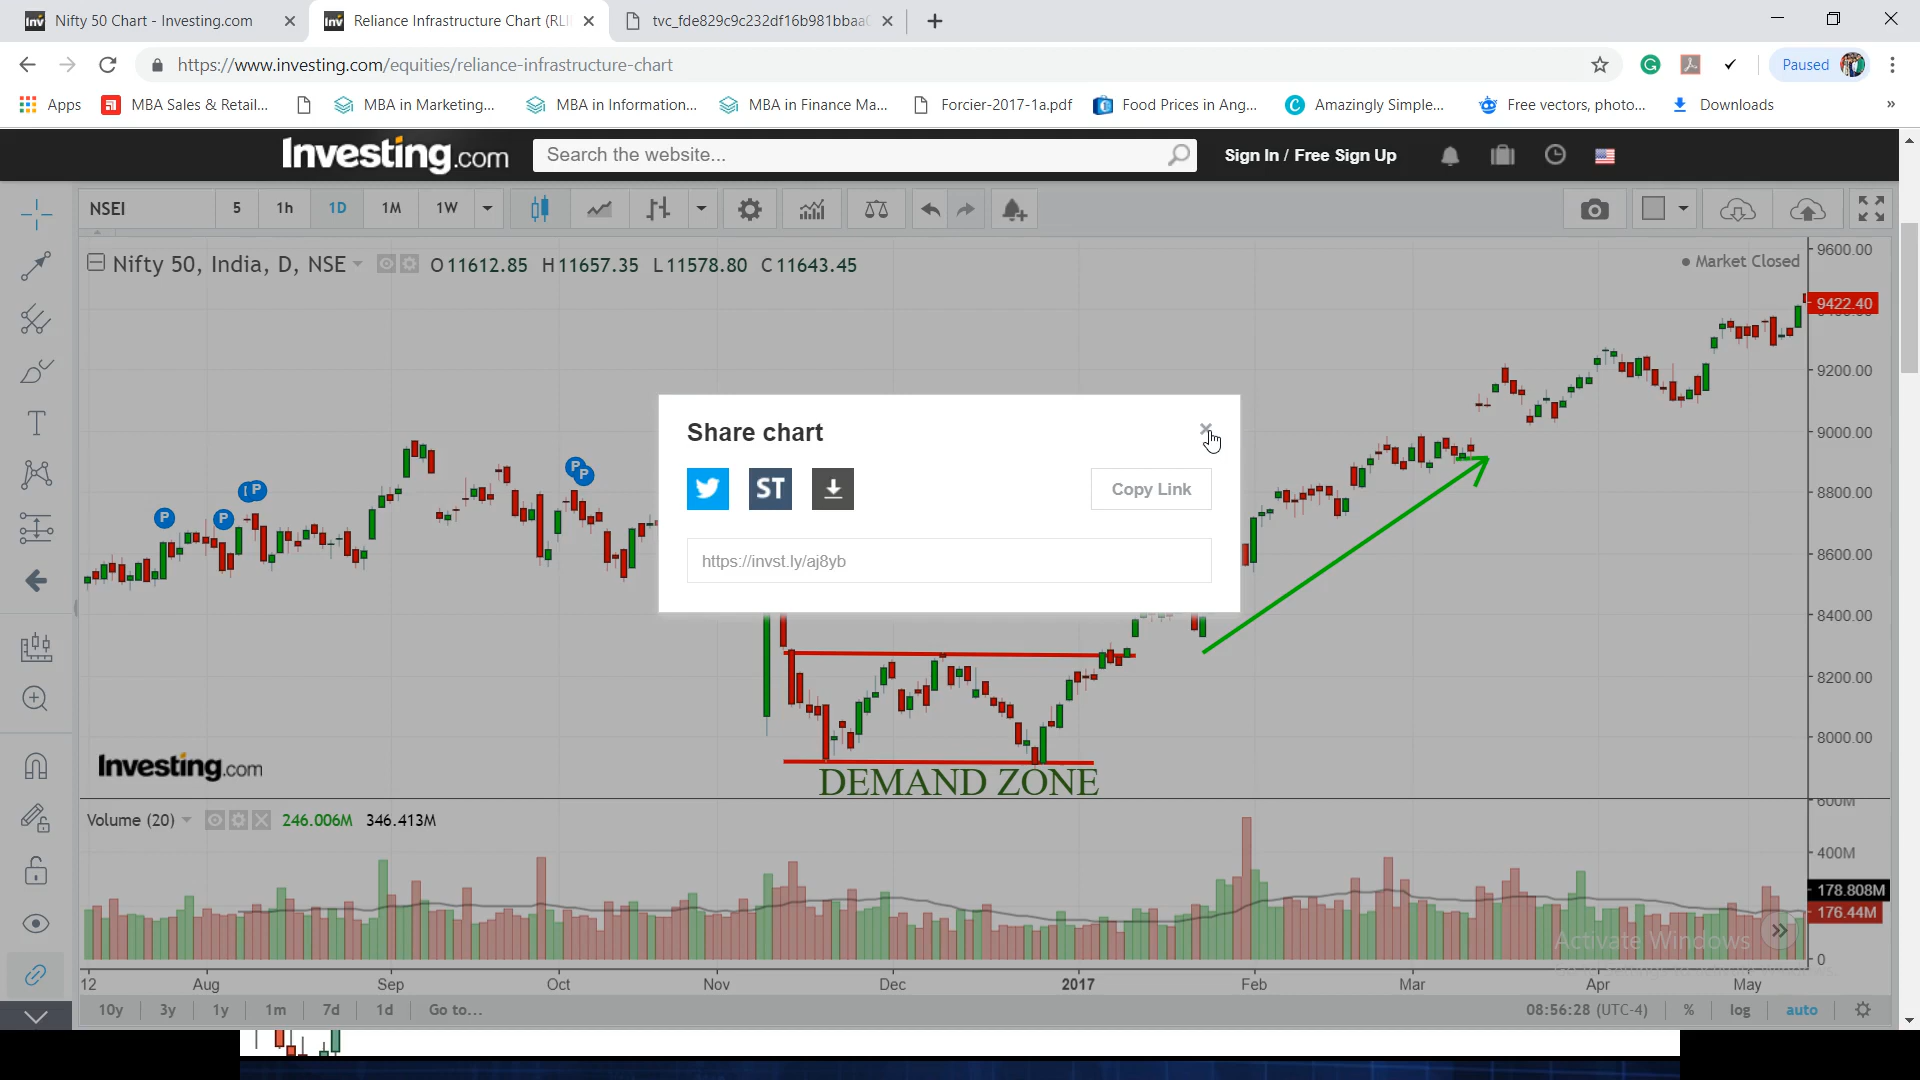 Nifty 50 Chart - Investing.com
Reliance Infrastructure Chart (RLI
tvc_fde829c9c232df16b981bbaa
https://www.investing.com/equities/reliance-infrastructure-chart
Paused
Apps
MBA Sales & Retail...
MBA in Marketing...
MBA in Information...
MBA in Finance Ma...
Forcier-2017-1a.pdf
Food Prices in Ang...
Amazingly Simple...
Free vectors, photo...
Downloads
»
Investing.com
Search the website...
Sign In / Free Sign Up
NSEI
5
1h
1D
1M
1W
Nifty 50, India, D, NSE
O11612.85 H11657.35 L11578.80 C11643.45
Market Closed
9600.00
9422.40
9200.00
9000.00
8800.00
8600.00
8400.00
8200.00
8000.00
P
P
P
P
P
Share chart
ST
Copy Link
https://invst.ly/aj8yb
DEMAND ZONE
Investing.com
Volume (20)
246.006M
346.413M
600M
400M
178.808M
176.44M
0
Activate Windows
12
Aug
Sep
Oct
Nov
Dec
2017
Feb
Mar
Apr
May
10y
3y
1y
1m
7d
1d
Go to...
08:56:28 (UTC-4)
%
log
auto